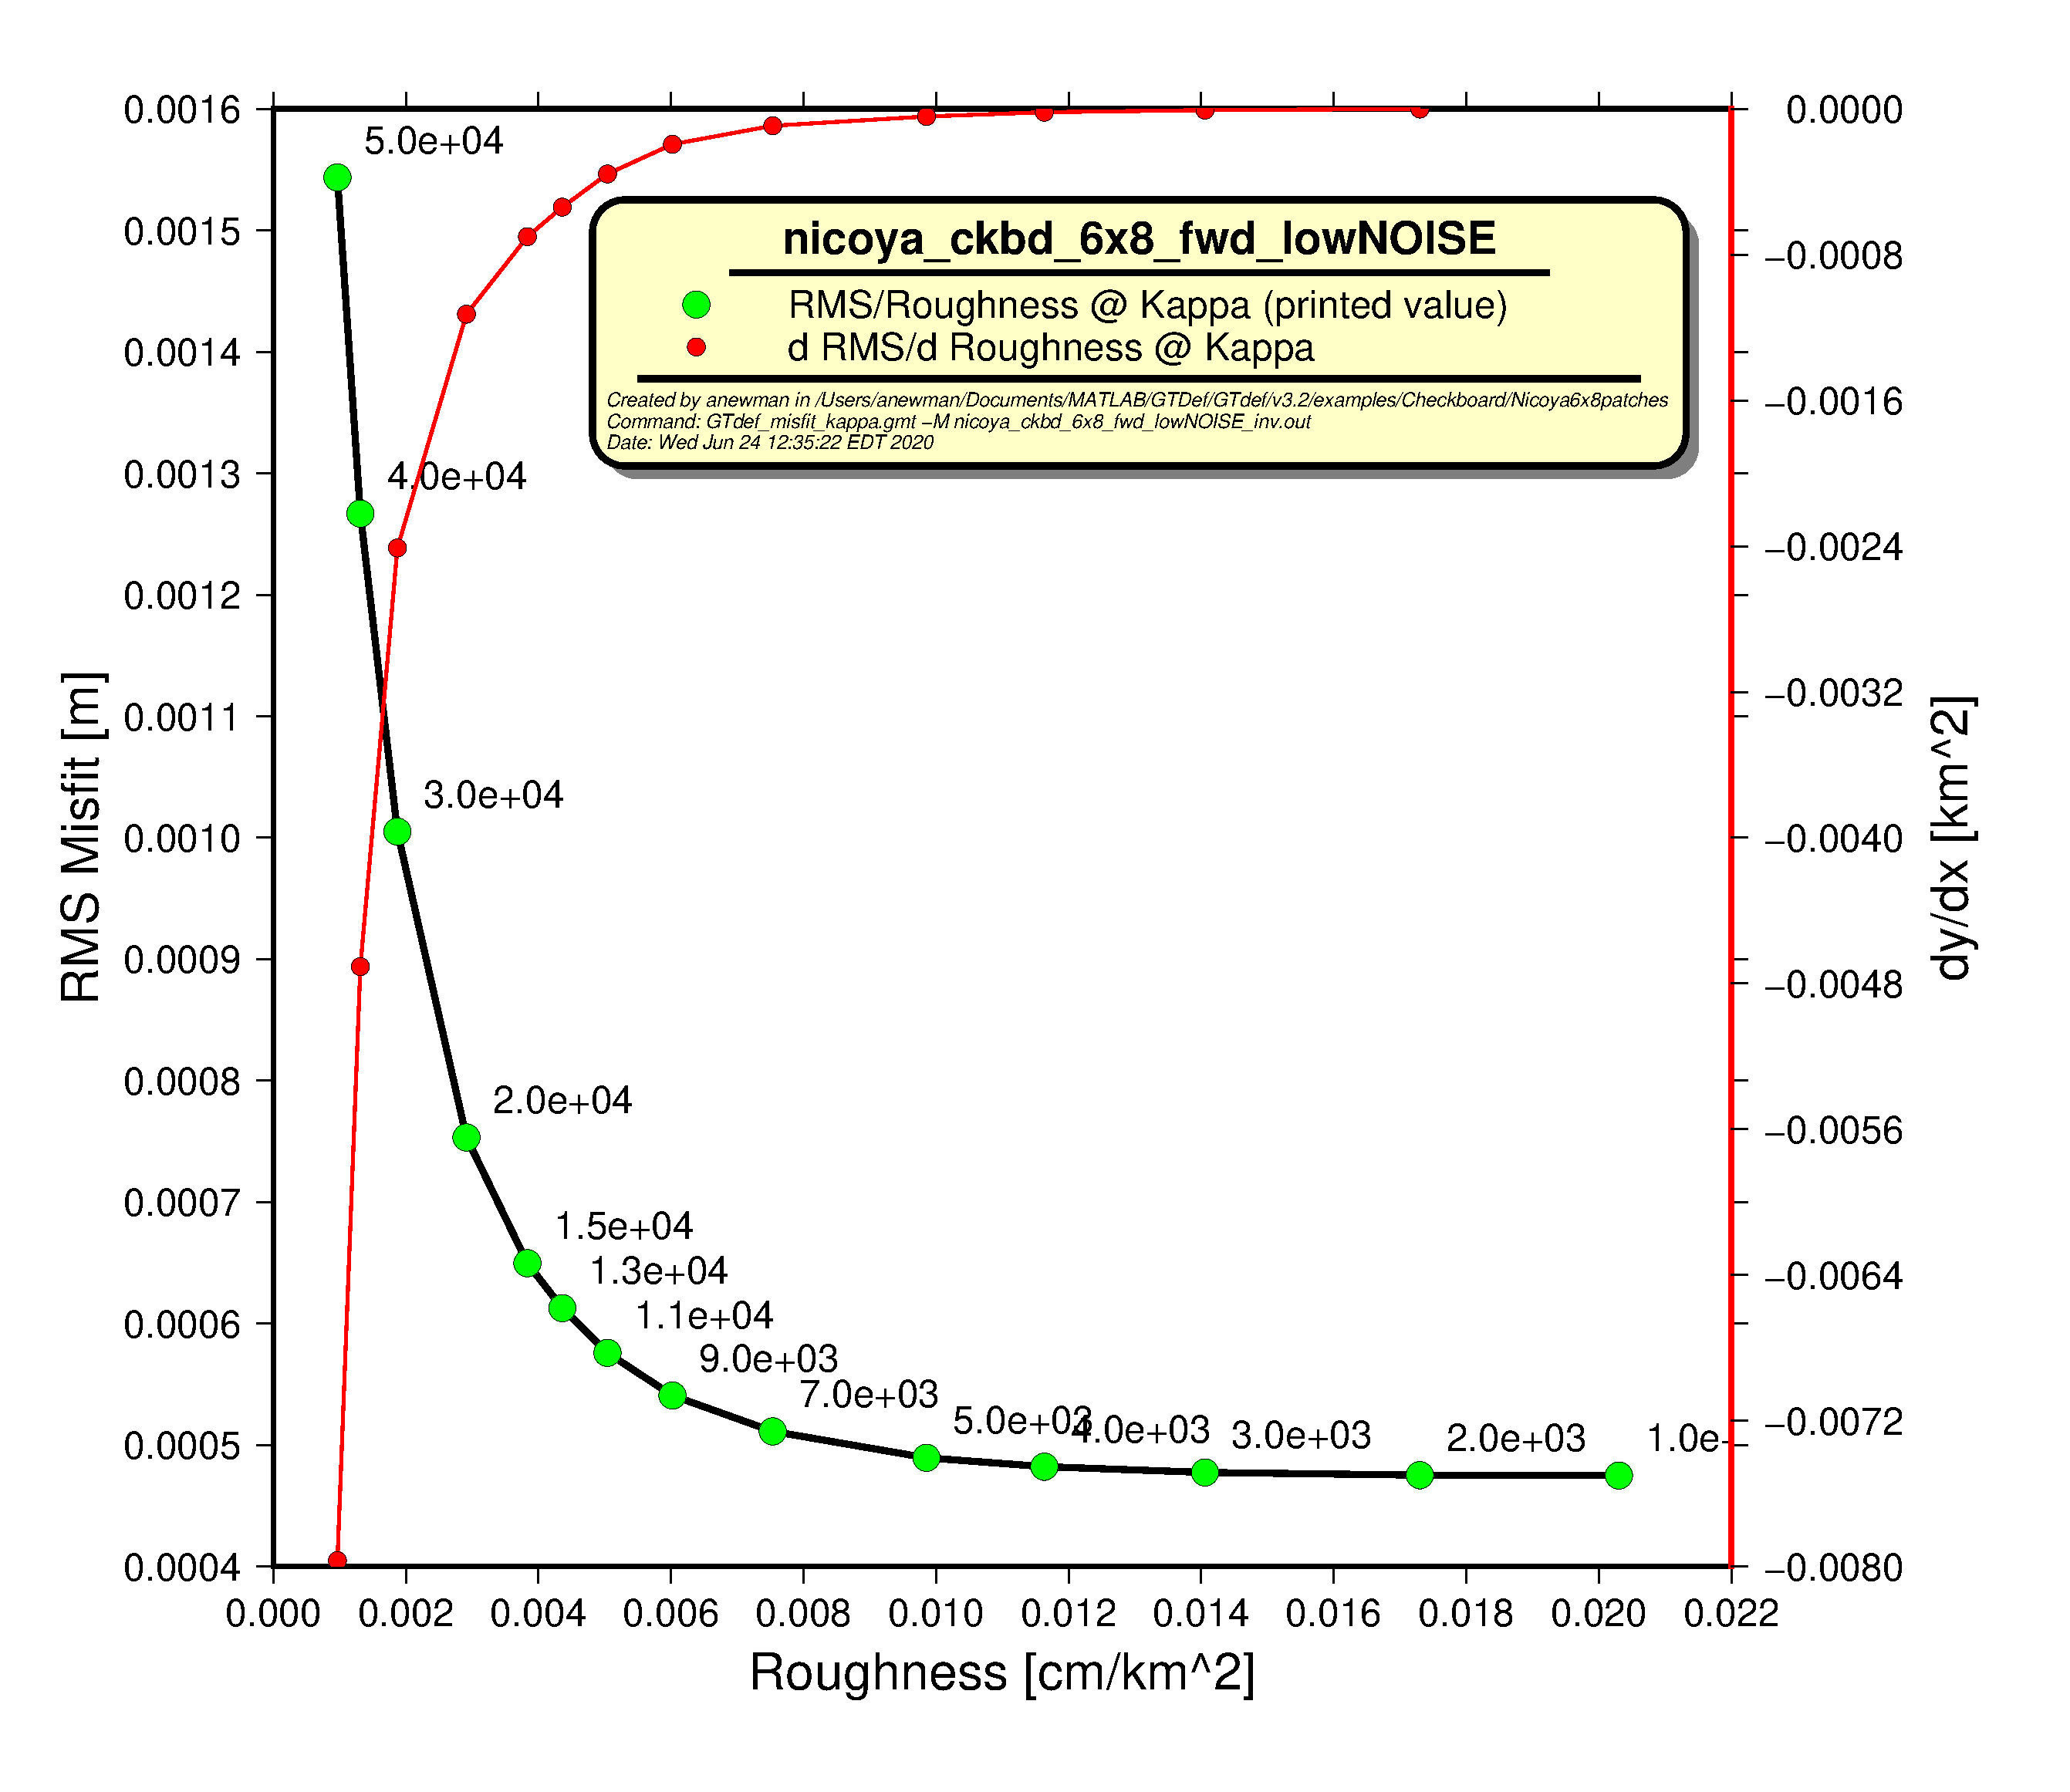 0.0016
0.0015
0.0014
0.0013
0.0012
0.0011
0.0010
0.0009
0.0008
0.0007
0.0006
0.0005
0.0004
RMS Misfit [m]
5.0e+04
4.0e+04
3.0e+04
2.0e+04
1.5e+04
1.3e+04
1.1e+04
9.0e+03
7.0e+03
5.0e+03
4.0e+03
3.0e+03
2.0e+03
1.0e-
nicoya_ckbd_6x8_fwd_lowNOISE
RMS/Roughness @ Kappa (printed value)
d RMS/d Roughness @ Kappa
Created by anewman in /Users/anewman/Documents/MATLAB/GTDef/GTdef/v3.2/examples/Checkboard/Nicoya6x8patches
Command: GTdef_misfit_kappa.gmt −M nicoya_ckbd_6x8_fwd_lowNOISE_inv.out
Date: Wed Jun 24 12:35:22 EDT 2020
0.0000
−0.0008
−0.0016
−0.0024
−0.0032
−0.0040
−0.0048
−0.0056
−0.0064
−0.0072
−0.0080
dy/dx [km^2]
0.000 0.002 0.004 0.006 0.008 0.010 0.012 0.014 0.016 0.018 0.020 0.022
Roughness [cm/km^2]